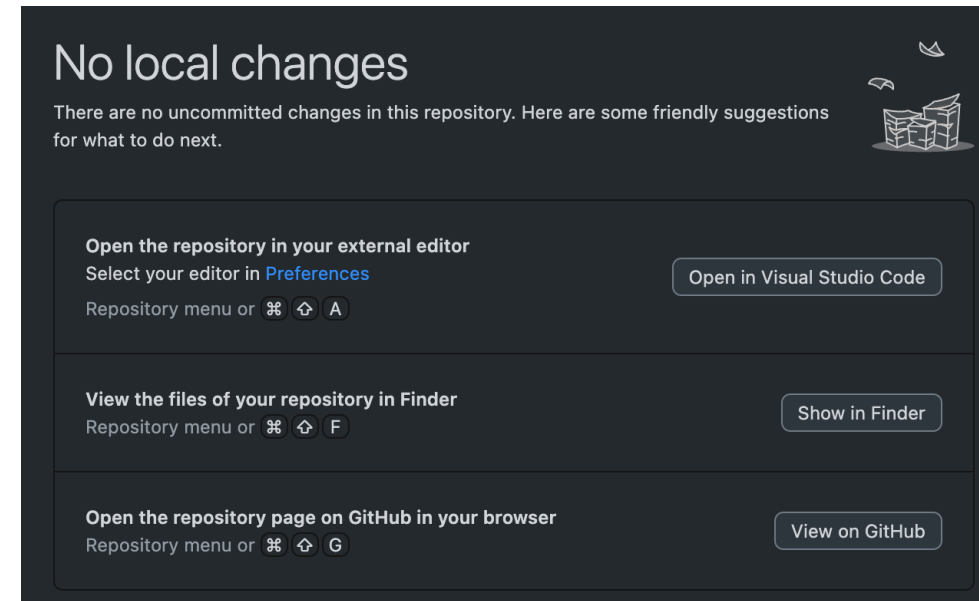 No local changes
There are no uncommitted changes in this repository. Here are some friendly suggestions
for what to do next.
Open the repository in your external editor
Select your editor in Preferences
Open in Visual Studio Code
Repository menu or ⌘ ⇧ A
View the files of your repository in Finder
Show in Finder
Repository menu or ⌘ ⇧ F
Open the repository page on GitHub in your browser
View on GitHub
Repository menu or ⌘ ⇧ G